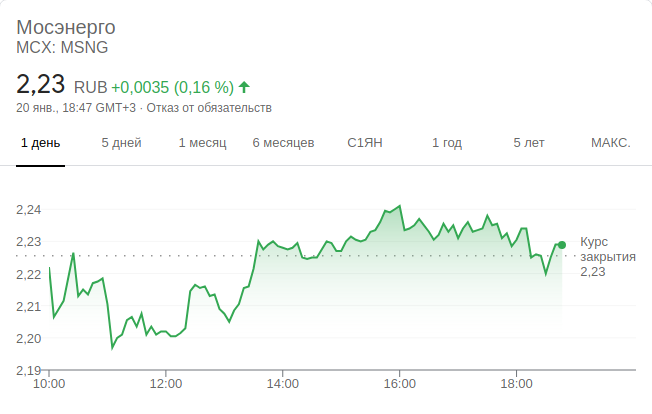 Мосэнерго
MCX: MSNG
2,23 RUB +0,0035 (0,16 %)
20 янв., 18:47 GMT+3 · Отказ от обязательств
1 день 5 дней 1 месяц 6 месяцев С1ЯН 1 год 5 лет МАКС.
2,24
2,23
2,22
2,21
2,20
2,19
Курс
закрытия
2,23
10:00 12:00 14:00 16:00 18:00